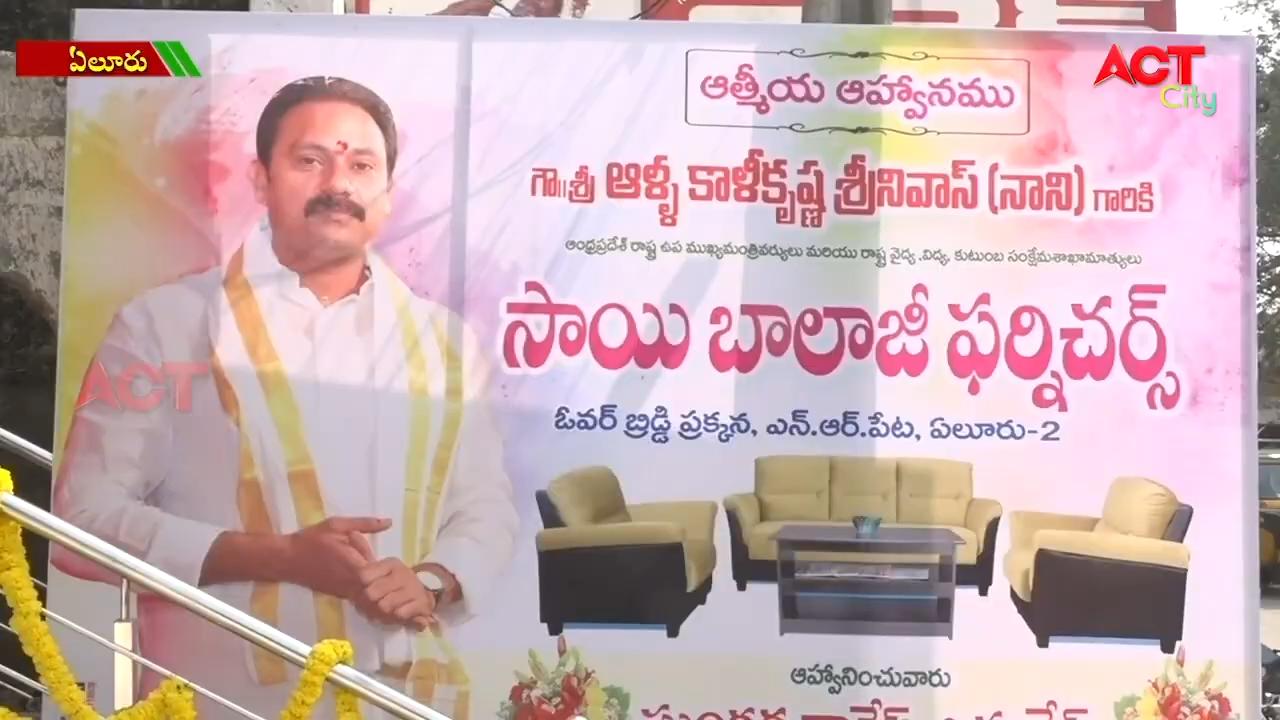 ఏలూరు
ACT
City
ఆత్మీయ ఆహ్వానము
గౌ॥శ్రీ ఆళ్ళ కాళీకృష్ణ శ్రీనివాస్ (నాని) గారికి
ఆంధ్రప్రదేశ్ రాష్ట్ర ఉప ముఖ్యమంత్రివర్యులు మరియు రాష్ట్ర వైద్య ,విద్య, కుటుంబ సంక్షేమశాఖామాత్యులు
సాయి బాలాజీ ఫర్నిచర్స్
ఓవర్ బ్రిడ్జి ప్రక్కన, ఎన్.ఆర్.పేట, ఏలూరు-2
ACT
ఆహ్వానించువారు